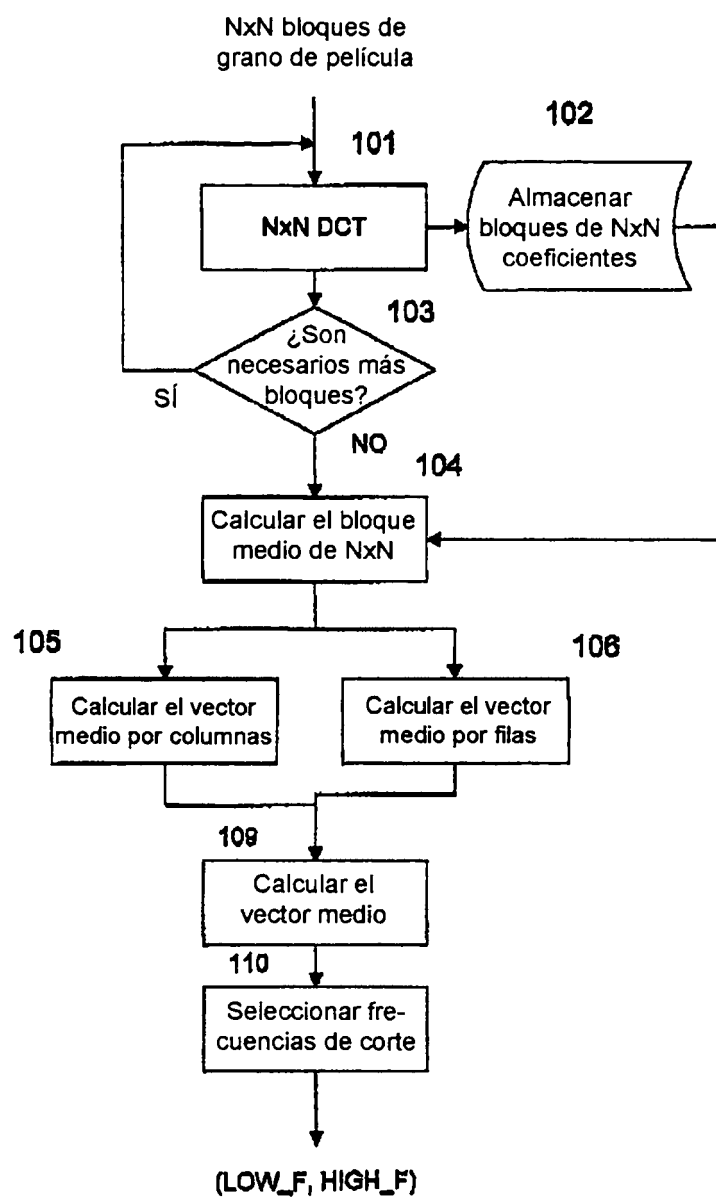 NxN bloques de
grano de película
102
101
NxN DCT
Almacenar
bloques de NxN
coeficientes
103
¿Son
necesarios más
bloques?
SÍ
NO
104
Calcular el bloque
medio de NxN
105
106
Calcular el vector
medio por columnas
Calcular el vector
medio por filas
109
Calcular el
vector medio
110
Seleccionar fre-
cuencias de corte
(LOW_F, HIGH_F)